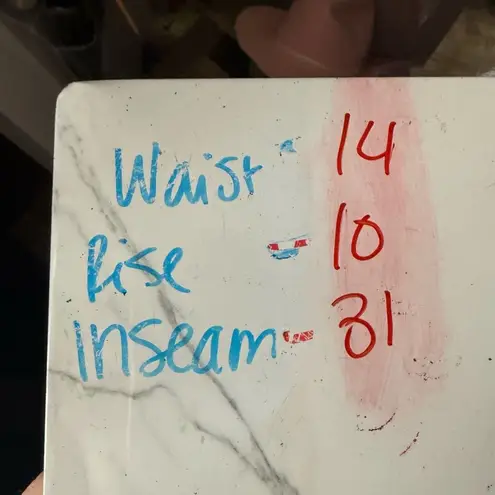 Waist - 14
Rise - 10
Inseam - 31